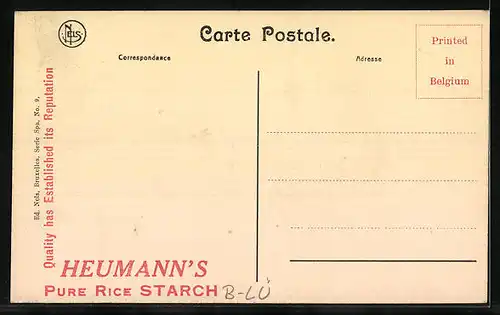 NELS
Carte Postale.
Correspondance
Adresse
Printed
in
Belgium
Ed. Nels, Bruxelles, Serie Spa, No. 9.
Quality has Established its Reputation
HEUMANN'S
PURE RICE STARCH
B-LÜ